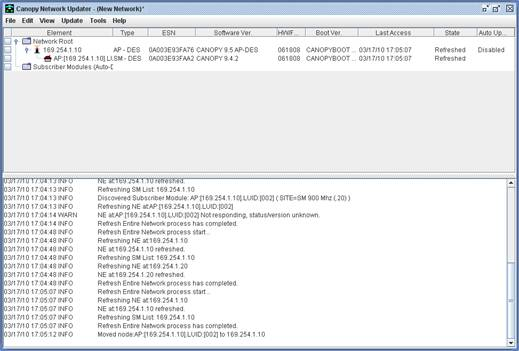 Canopy Network Updater - (New Network)*
File Edit View Update Tools Help
Element Type ESN Software Ver. HW/F... Boot Ver. Last Access State Auto Up...
Network Root
169.254.1.10 AP - DES 0A003E93FA76 CANOPY 9.5 AP-DES 061808 CANOPYBOOT ... 03/17/10 17:05:07 Refreshed Disabled
AP:[169.254.1.10].LI. SM - DES 0A003E93FAA2 CANOPY 9.4.2 061808 CANOPYBOOT ... 03/17/10 17:05:07 Refreshed
Subscriber Modules (Auto-D
03/17/10 17:04:13 INFO NE at:169.254.1.10 refreshed.
03/17/10 17:04:13 INFO Refreshing SM List: 169.254.1.10
03/17/10 17:04:13 INFO Discovered Subscriber Module: AP:[169.254.1.10].LUID:[002] ( SITE=SM 900 Mhz (.20) )
03/17/10 17:04:13 INFO Refreshing NE at:AP:[169.254.1.10].LUID:[002]
03/17/10 17:04:14 WARN NE at:AP:[169.254.1.10].LUID:[002] Not responding, status/version unknown.
03/17/10 17:04:14 INFO Refresh Entire Network process has completed.
03/17/10 17:04:48 INFO Refresh Entire Network process start...
03/17/10 17:04:48 INFO Refreshing NE at:169.254.1.10
03/17/10 17:04:48 INFO NE at:169.254.1.10 refreshed.
03/17/10 17:04:48 INFO Refreshing SM List: 169.254.1.10
03/17/10 17:04:48 INFO Refreshing NE at:169.254.1.20
03/17/10 17:04:48 INFO NE at:169.254.1.20 refreshed.
03/17/10 17:04:48 INFO Refresh Entire Network process has completed.
03/17/10 17:05:07 INFO Refresh Entire Network process start...
03/17/10 17:05:07 INFO Refreshing NE at:169.254.1.10
03/17/10 17:05:07 INFO NE at:169.254.1.10 refreshed.
03/17/10 17:05:07 INFO Refreshing SM List: 169.254.1.10
03/17/10 17:05:07 INFO Refresh Entire Network process has completed.
03/17/10 17:05:12 INFO Moved node:AP:[169.254.1.10].LUID:[002] to 169.254.1.10